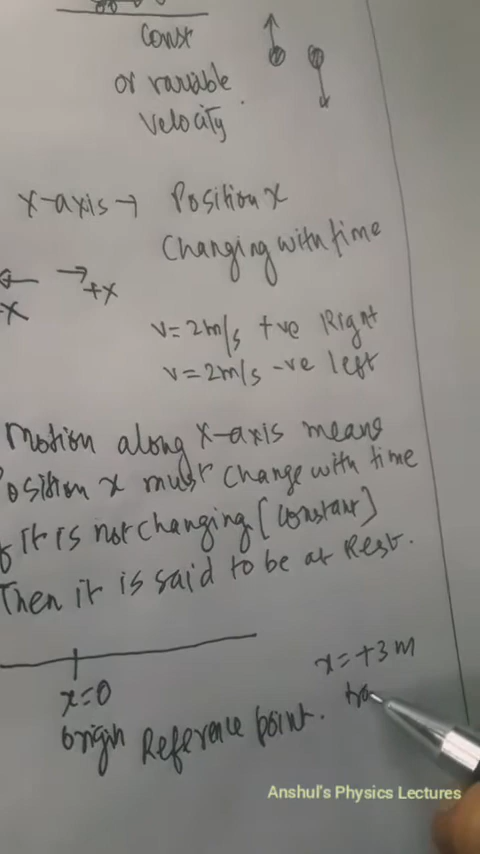 Const
or variable
velocity
X-axis → Position x
Changing with time
← → +x
-x
v=2m/s +ve Right
v=2m/s -ve left
Motion along X-axis means
Position x must change with time
if it is not changing [constant]
Then it is said to be at Rest.
x=0
origin Reference point.
x=+3m
Anshul's Physics Lectures